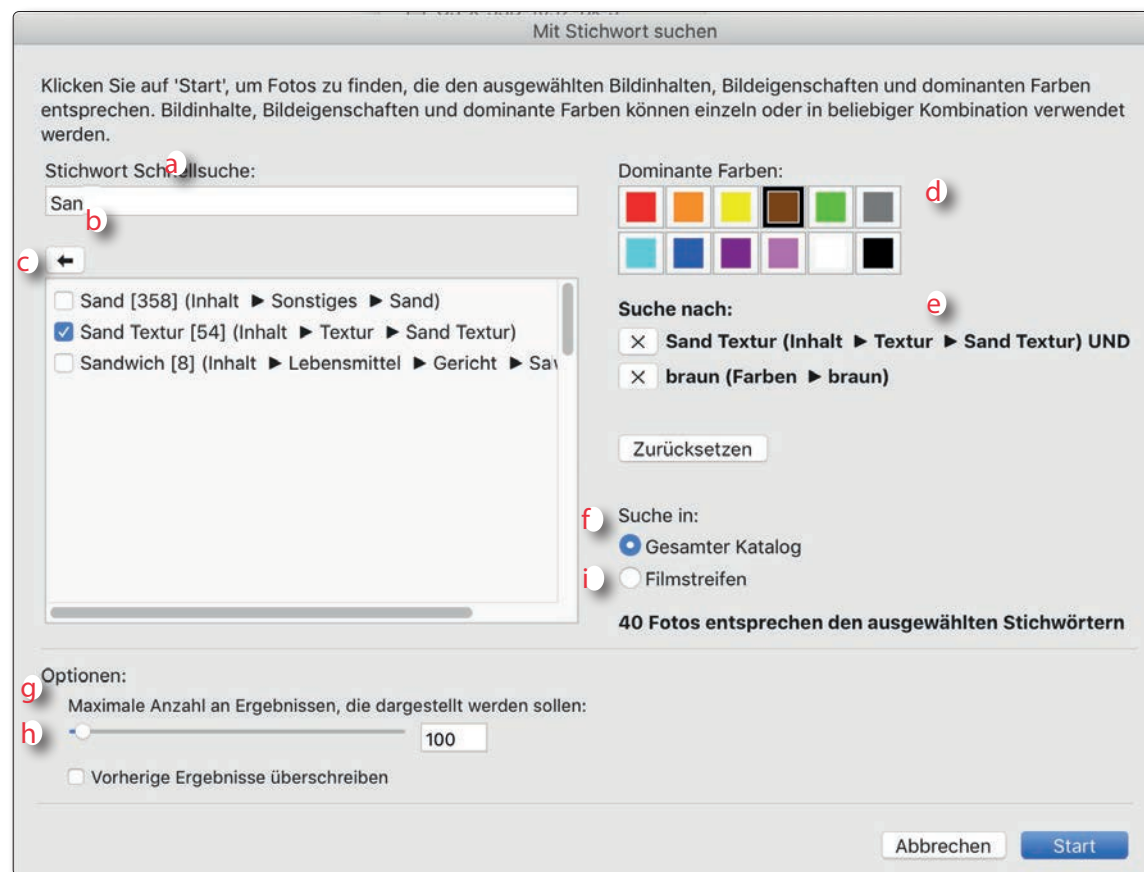 Mit Stichwort suchen
Klicken Sie auf 'Start', um Fotos zu finden, die den ausgewählten Bildinhalten, Bildeigenschaften und dominanten Farben
entsprechen. Bildinhalte, Bildeigenschaften und dominante Farben können einzeln oder in beliebiger Kombination verwendet
werden.
a
Stichwort Schnellsuche:
San
b
c
Sand [358] (Inhalt ► Sonstiges ► Sand)
Sand Textur [54] (Inhalt ► Textur ► Sand Textur)
Sandwich [8] (Inhalt ► Lebensmittel ► Gericht ►
Dominante Farben:
d
Suche nach:
e
Sand Textur (Inhalt ► Textur ► Sand Textur) UND
braun (Farben ► braun)
Zurücksetzen
f
Suche in:
Gesamter Katalog
i
Filmstreifen
40 Fotos entsprechen den ausgewählten Stichwörtern
Optionen:
g
Maximale Anzahl an Ergebnissen, die dargestellt werden sollen:
h
100
Vorherige Ergebnisse überschreiben
Abbrechen
Start